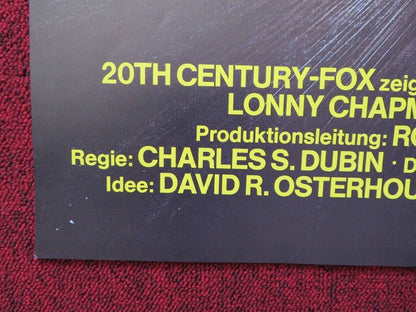 20TH CENTURY-FOX zeig
LONNY CHAPM
Produktionsleitung: RO
Regie: CHARLES S. DUBIN · D
Idee: DAVID R. OSTERHOU